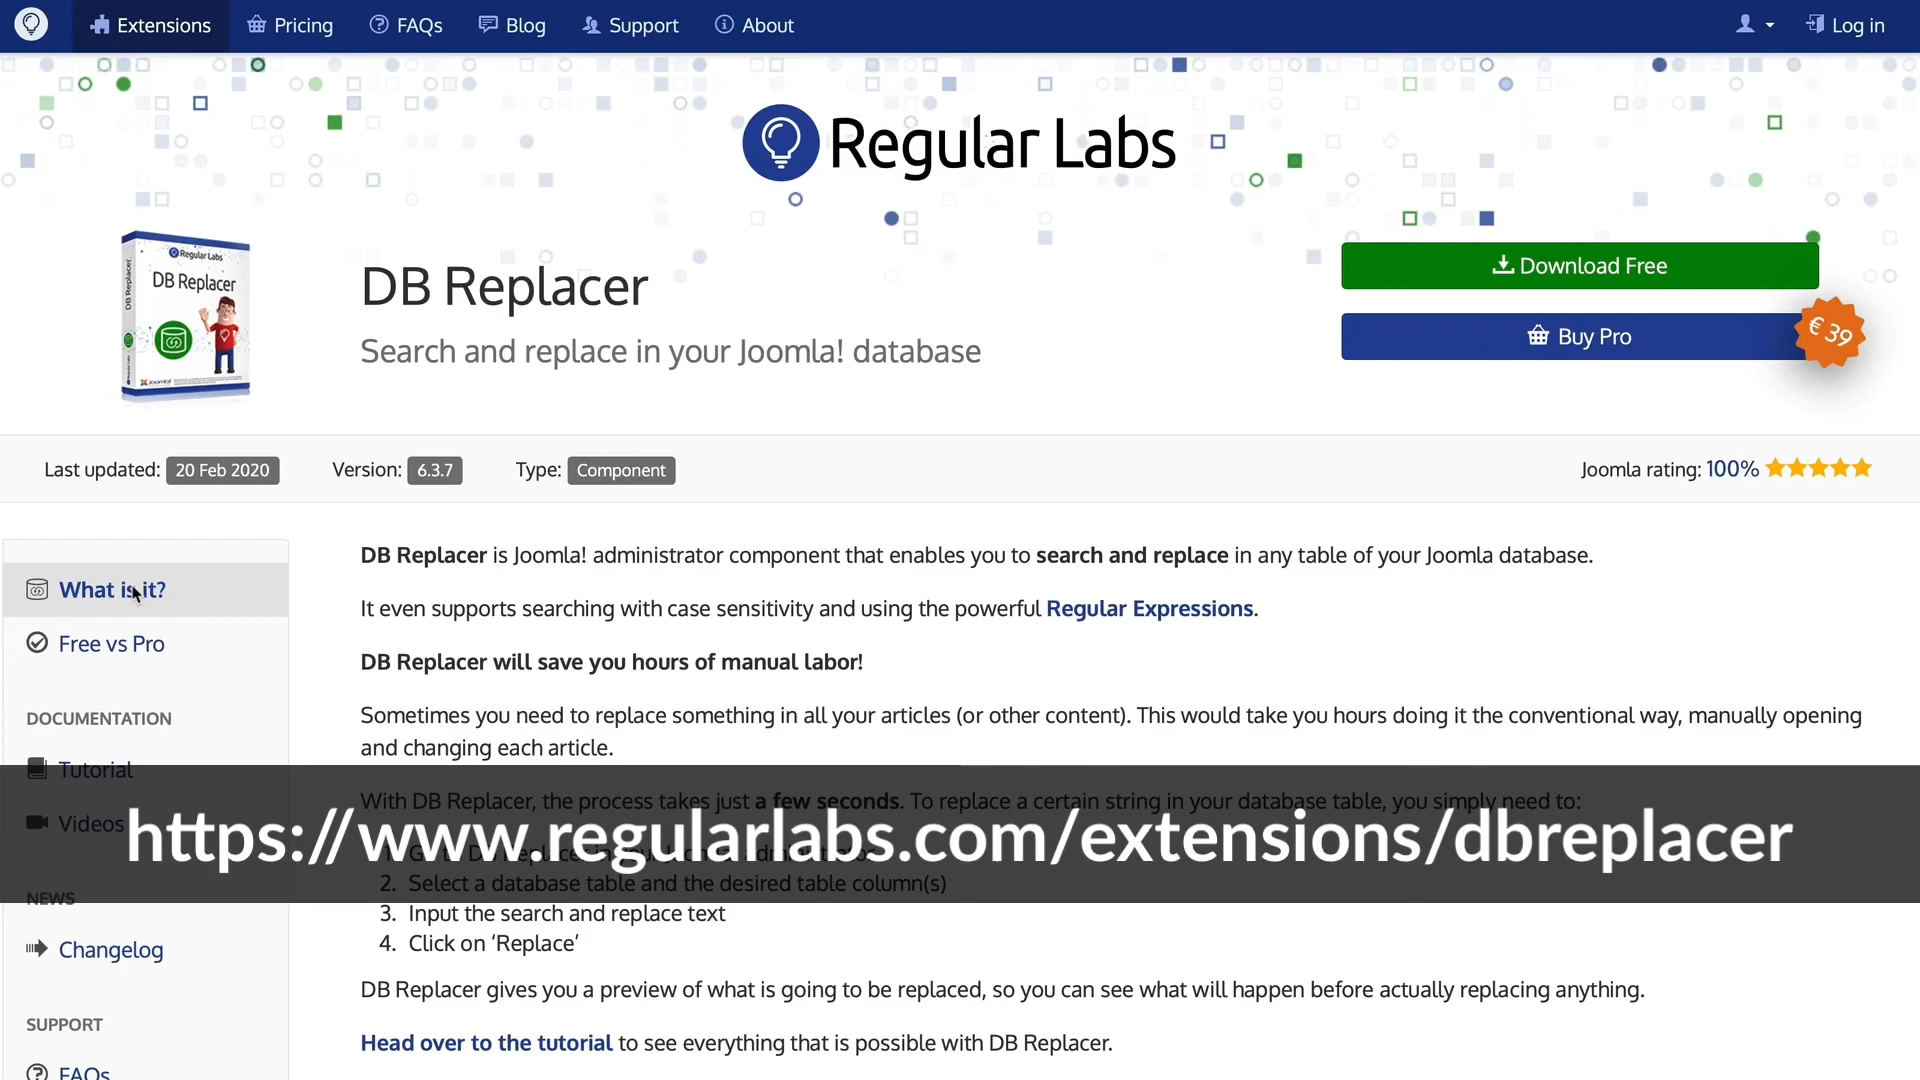 Extensions Pricing FAQs Blog Support About Log in
Regular Labs
Regular Labs
DB Replacer
DB Replacer
Joomla!
DB Replacer
Search and replace in your Joomla! database
Download Free
Buy Pro
€ 39
Last updated: 20 Feb 2020 Version: 6.3.7 Type: Component Joomla rating: 100%
What is it?
Free vs Pro
DOCUMENTATION
Tutorial
Videos
NEWS
Changelog
SUPPORT
FAQs
DB Replacer is Joomla! administrator component that enables you to search and replace in any table of your Joomla database.
It even supports searching with case sensitivity and using the powerful Regular Expressions.
DB Replacer will save you hours of manual labor!
Sometimes you need to replace something in all your articles (or other content). This would take you hours doing it the conventional way, manually opening
and changing each article.
With DB Replacer, the process takes just a few seconds. To replace a certain string in your database table, you simply need to:
https://www.regularlabs.com/extensions/dbreplacer
2. Select a database table and the desired table column(s)
3. Input the search and replace text
4. Click on ‘Replace’
DB Replacer gives you a preview of what is going to be replaced, so you can see what will happen before actually replacing anything.
Head over to the tutorial to see everything that is possible with DB Replacer.